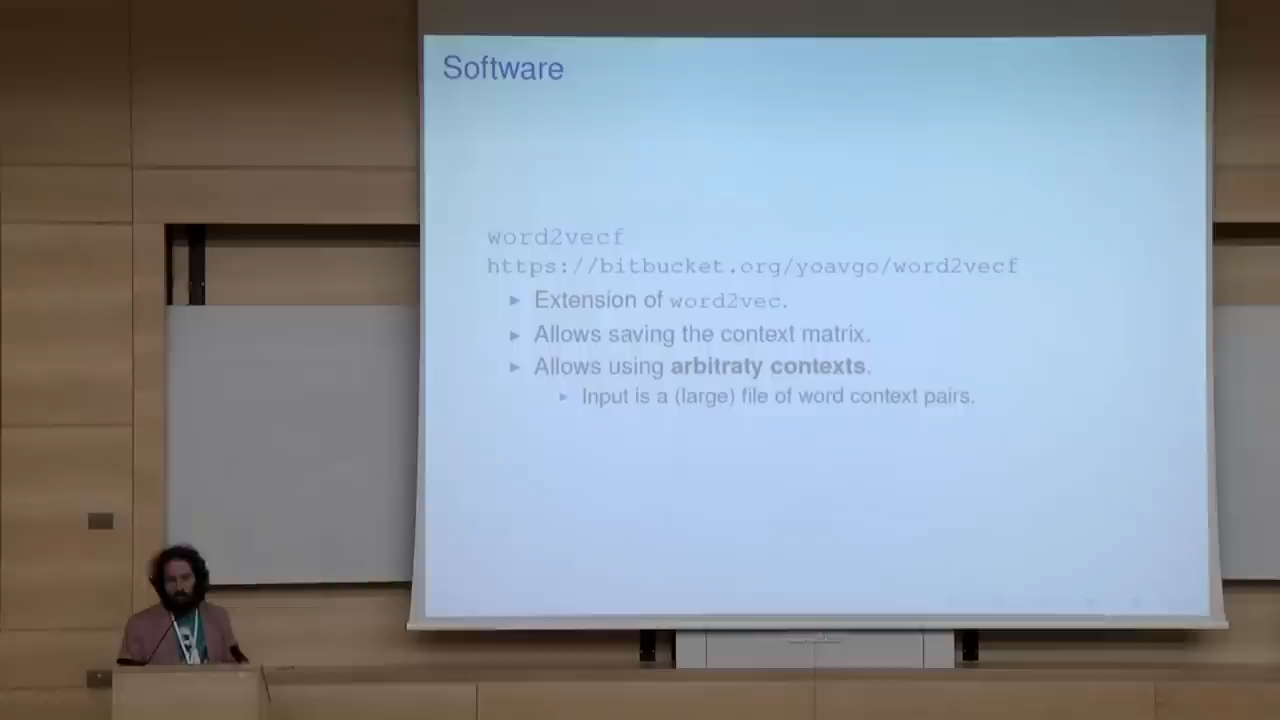 Software
word2vecf
https://bitbucket.org/yoavgo/word2vecf
▸ Extension of word2vec.
▸ Allows saving the context matrix.
▸ Allows using arbitraty contexts.
▸ Input is a (large) file of word context pairs.